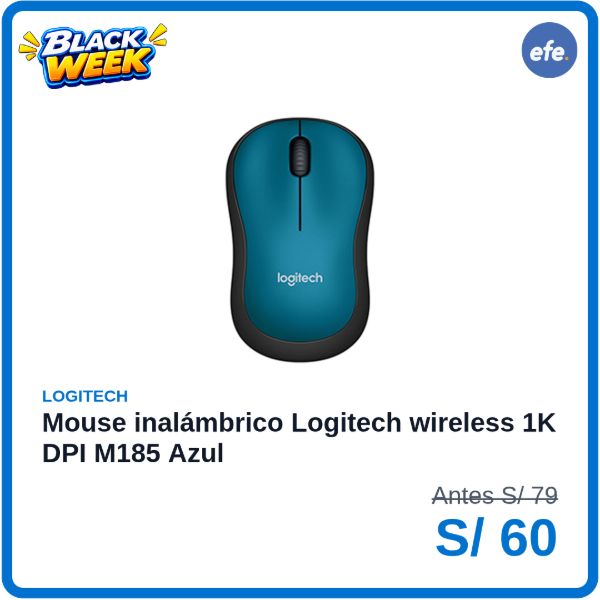 BLACK
WEEK
efe.
logitech
LOGITECH
Mouse inalámbrico Logitech wireless 1K
DPI M185 Azul
Antes S/ 79
S/ 60